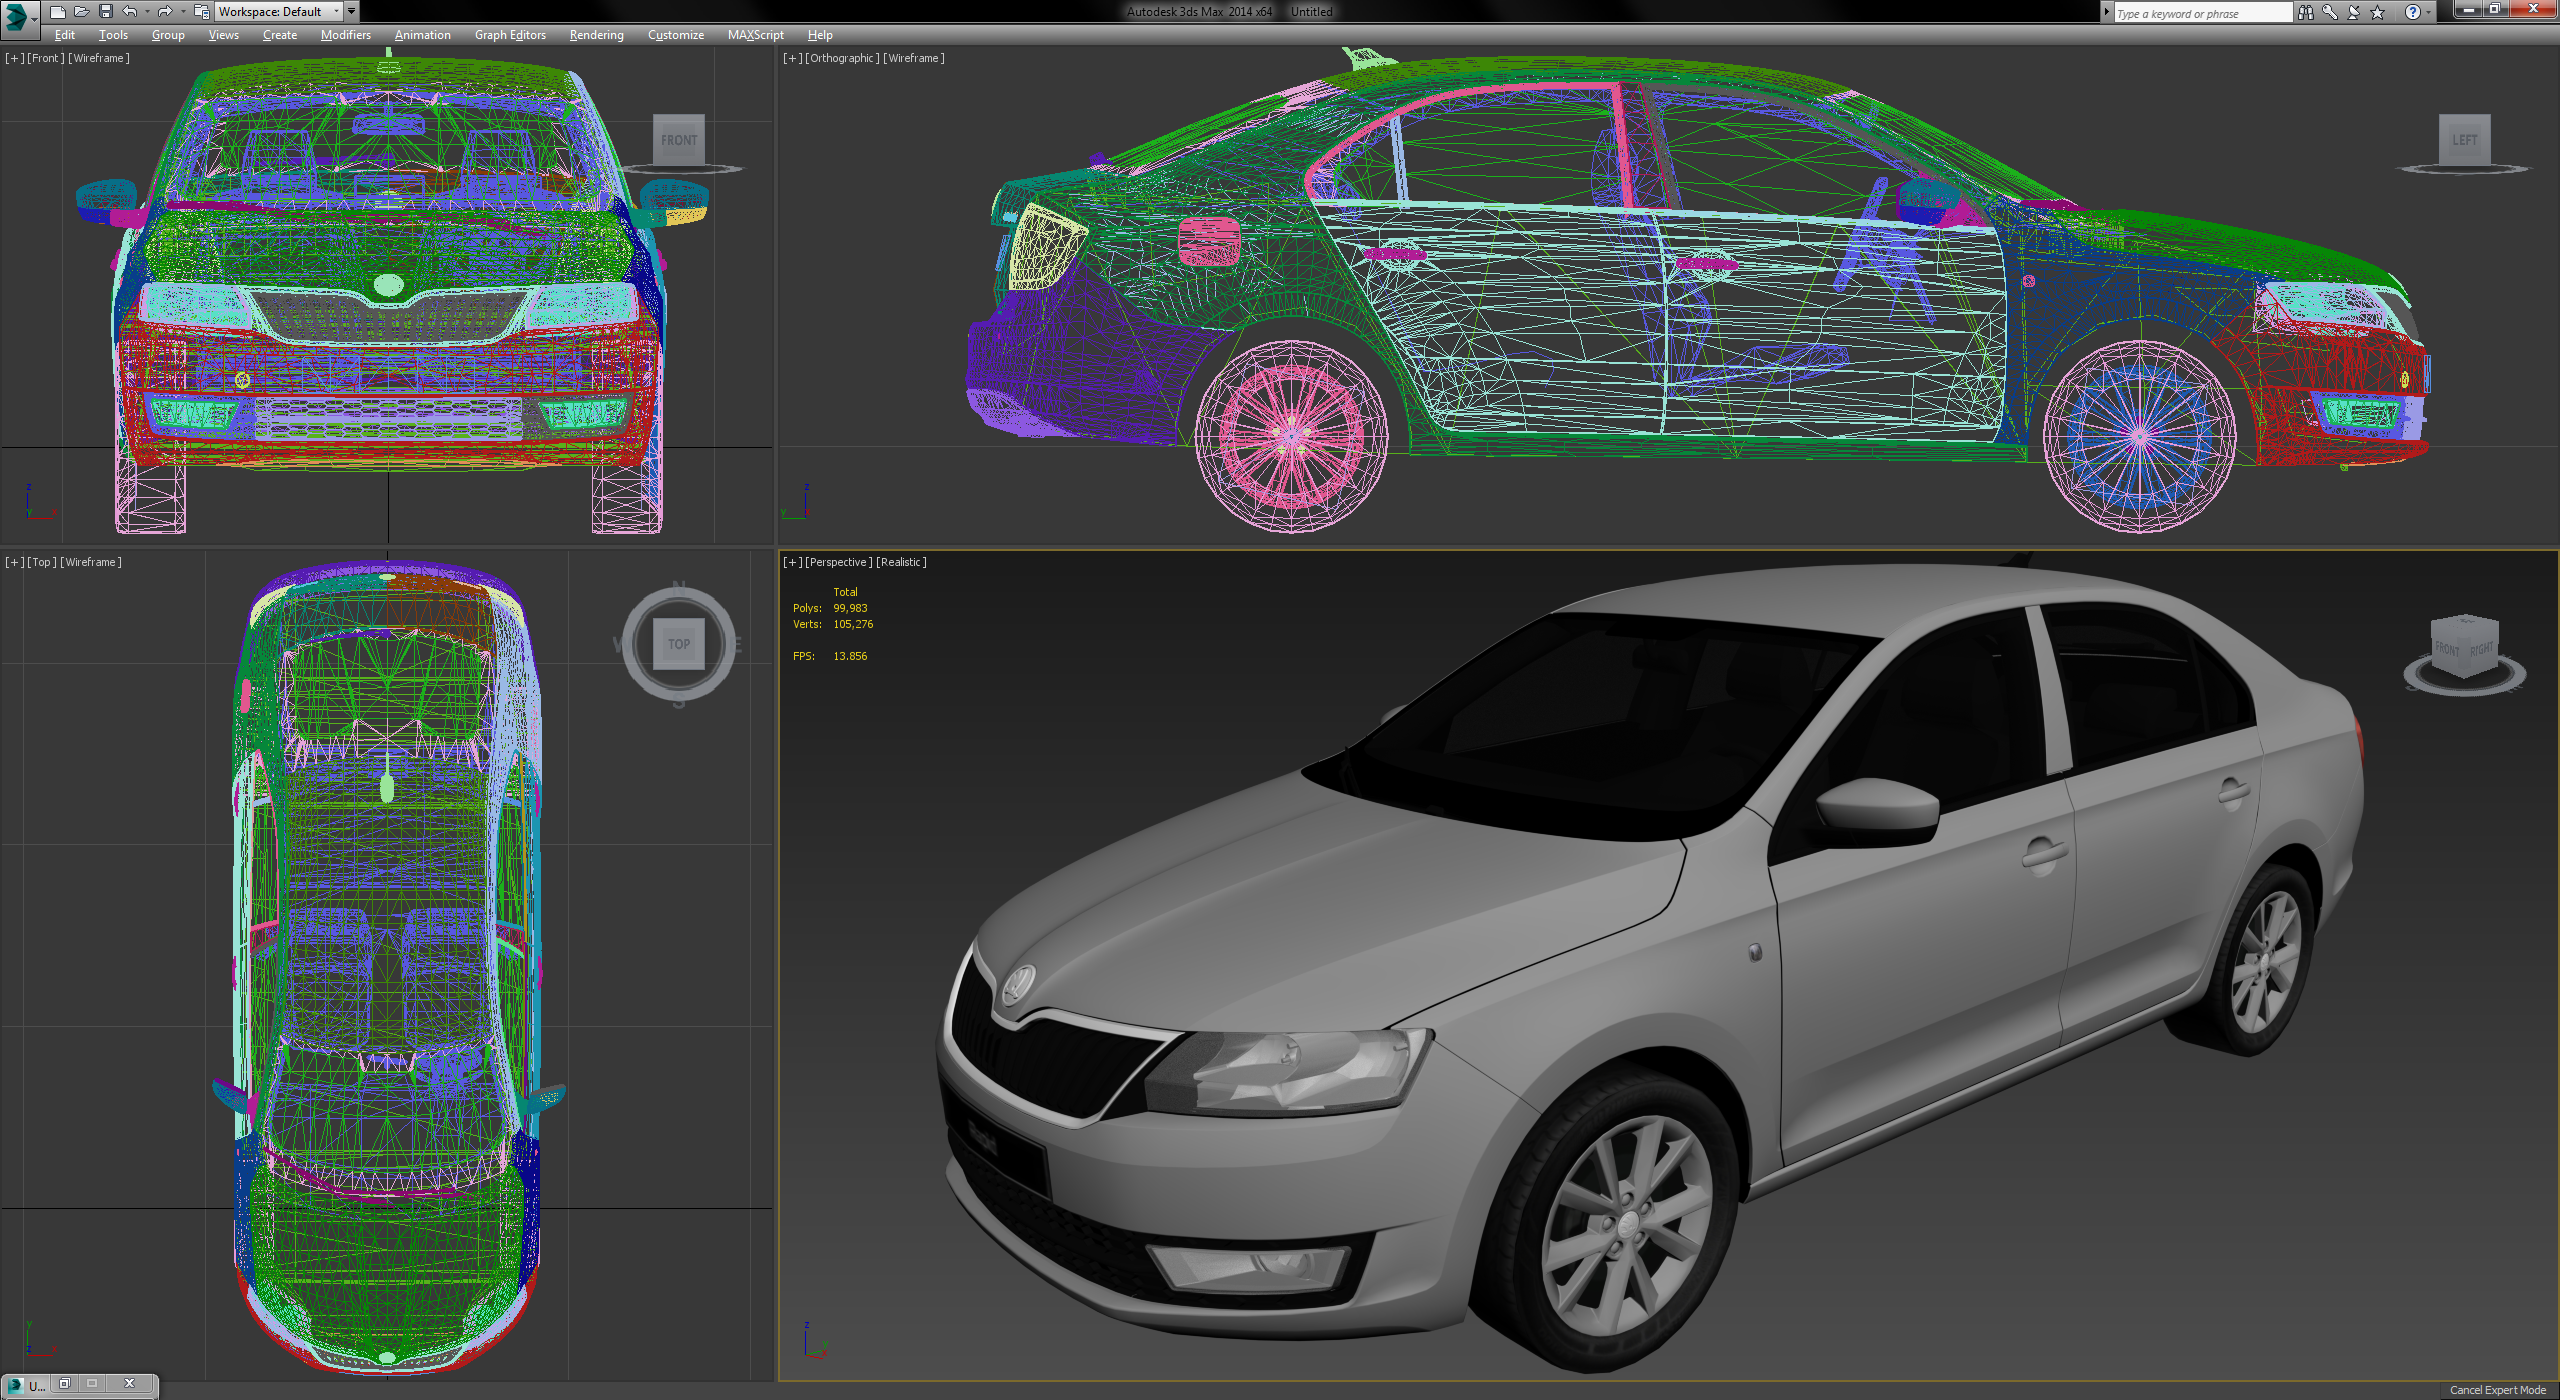 Workspace: Default
Autodesk 3ds Max 2014 x64 Untitled
Type a keyword or phrase
Edit Tools Group Views Create Modifiers Animation Graph Editors Rendering Customize MAXScript Help
[+] [Front ] [Wireframe ]
FRONT
[+] [Orthographic ] [Wireframe ]
LEFT
z
y
z
y
[+] [Top ] [Wireframe ]
N
W
TOP
E
S
y
z
[+] [Perspective ] [Realistic ]
Total
Polys: 99,983
Verts: 105,276
FPS: 13.856
FRONT
RIGHT
z
U...
Cancel Expert Mode